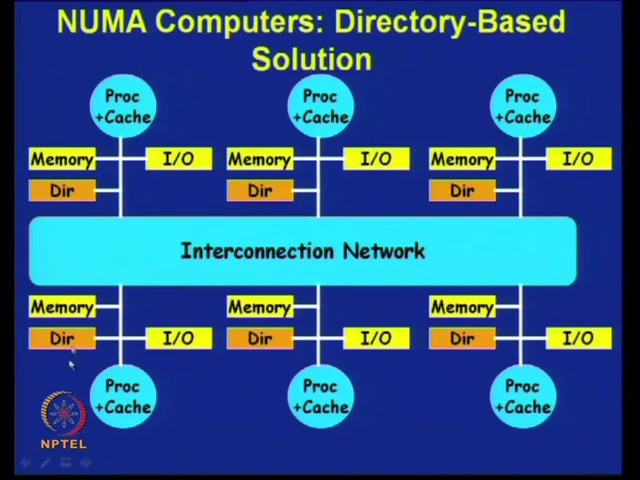 NUMA Computers: Directory-Based
Solution
Proc
+Cache
Proc
+Cache
Proc
+Cache
Memory
I/O
Memory
I/O
Memory
I/O
Dir
Dir
Dir
Interconnection Network
Memory
Memory
Memory
Dir
I/O
Dir
I/O
Dir
I/O
Proc
+Cache
Proc
+Cache
Proc
+Cache
NPTEL